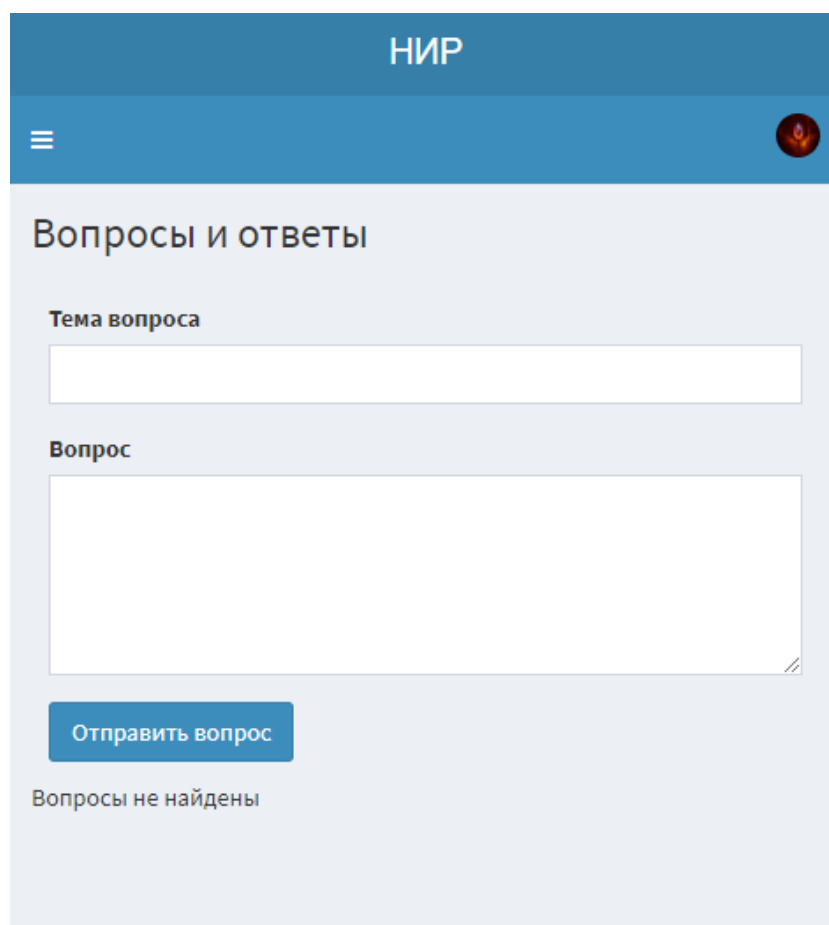 НИР
Вопросы и ответы
Тема вопроса
Вопрос
Отправить вопрос
Вопросы не найдены